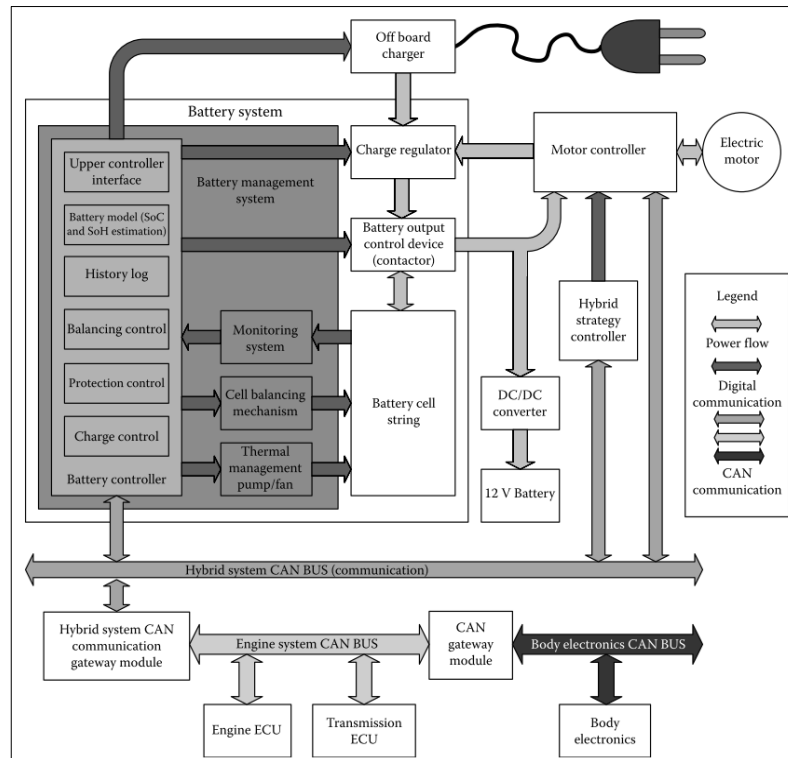 Off board
charger
Battery system
Upper controller
interface
Battery model (SoC
and SoH estimation)
History log
Balancing control
Protection control
Charge control
Battery controller
Battery management
system
Monitoring
system
Cell balancing
mechanism
Thermal
management
pump/fan
Charge regulator
Battery output
control device
(contactor)
Battery cell
string
Motor controller
Electric
motor
Hybrid
strategy
controller
DC/DC
converter
12 V Battery
Legend
Power flow
Digital
communication
CAN
communication
Hybrid system CAN BUS (communication)
Hybrid system CAN
communication
gateway module
Engine system CAN BUS
CAN
gateway
module
Body electronics CAN BUS
Engine ECU
Transmission
ECU
Body
electronics